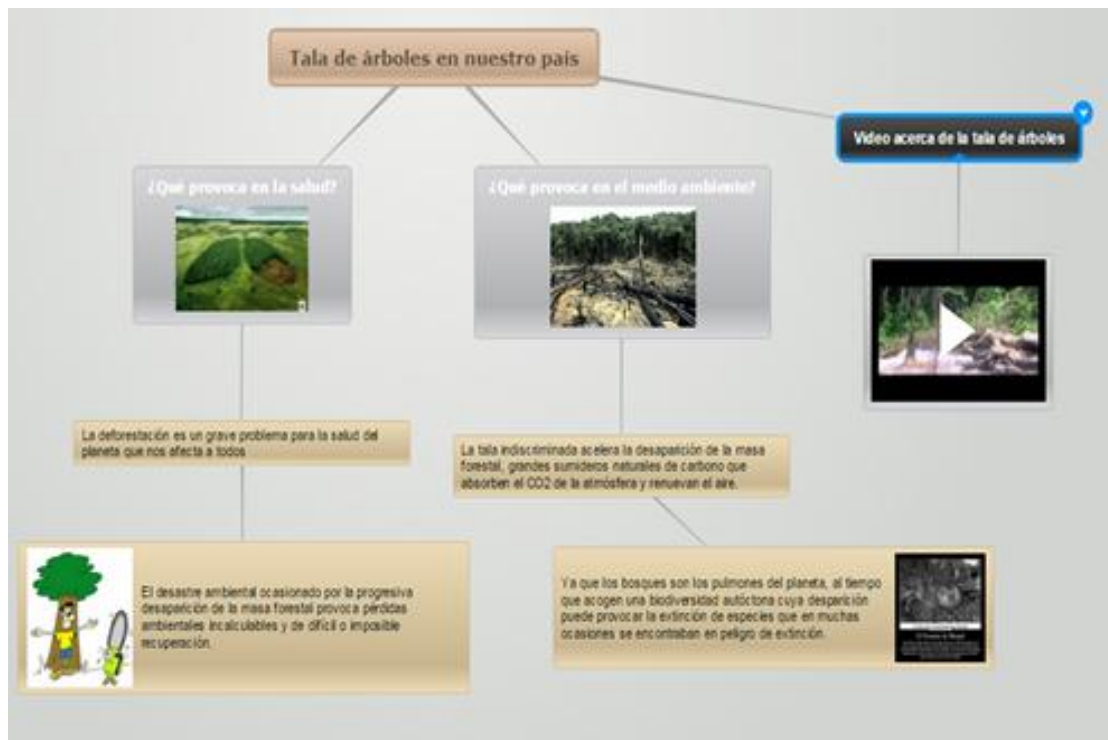 Tala de árboles en nuestro país
Video acerca de la tala de árboles
¿Qué provoca en la salud?
¿Qué provoca en el medio ambiente?
La deforestación es un grave problema para la salud del
planeta que nos afecta a todos
La tala indiscriminada acelera la desaparición de la masa
forestal, grandes sumideros naturales de carbono que
absorben el CO2 de la atmósfera y renuevan el aire.
El desastre ambiental ocasionado por la progresiva
desaparición de la masa forestal provoca pérdidas
ambientales incalculables y de difícil o imposible
recuperación.
Ya que los bosques son los pulmones del planeta, al tiempo
que acogen una biodiversidad autóctona cuya desparición
puede provocar la extinción de especies que en muchas
ocasiones se encontraban en peligro de extinción.